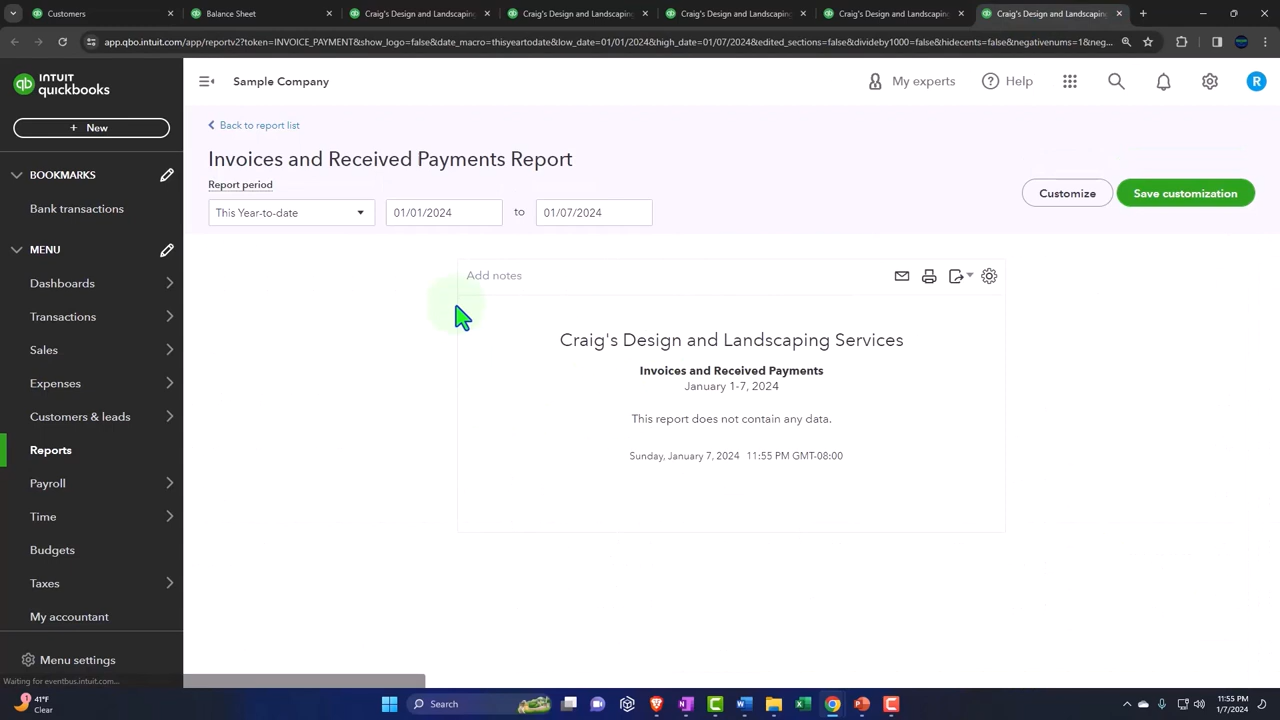 Customers
Balance Sheet
Craig's Design and Landscaping
Craig's Design and Landscaping
Craig's Design and Landscaping
Craig's Design and Landscaping
Craig's Design and Landscaping
app.qbo.intuit.com/app/report2?token=INVOICE_PAYMENT&show_logo=false&date_macro=thisyeartodate&low_date=01/01/2024&high_date=01/07/2024&edited_sections=false&divideby1000=false&hidecents=false&negativenums=1&neg...
INTUIT
quickbooks
Sample Company
My experts
Help
R
+ New
Back to report list
Invoices and Received Payments Report
BOOKMARKS
Report period
Customize
Save customization
Bank transactions
This Year-to-date
01/01/2024
to
01/07/2024
MENU
Dashboards
Add notes
Transactions
Craig's Design and Landscaping Services
Sales
Invoices and Received Payments
Expenses
January 1-7, 2024
Customers & leads
This report does not contain any data.
Reports
Sunday, January 7, 2024 11:55 PM GMT-08:00
Payroll
Time
Budgets
Taxes
My accountant
Menu settings
Waiting for eventbus.intuit.com...
41°F
Clear
Search
11:55 PM
1/7/2024